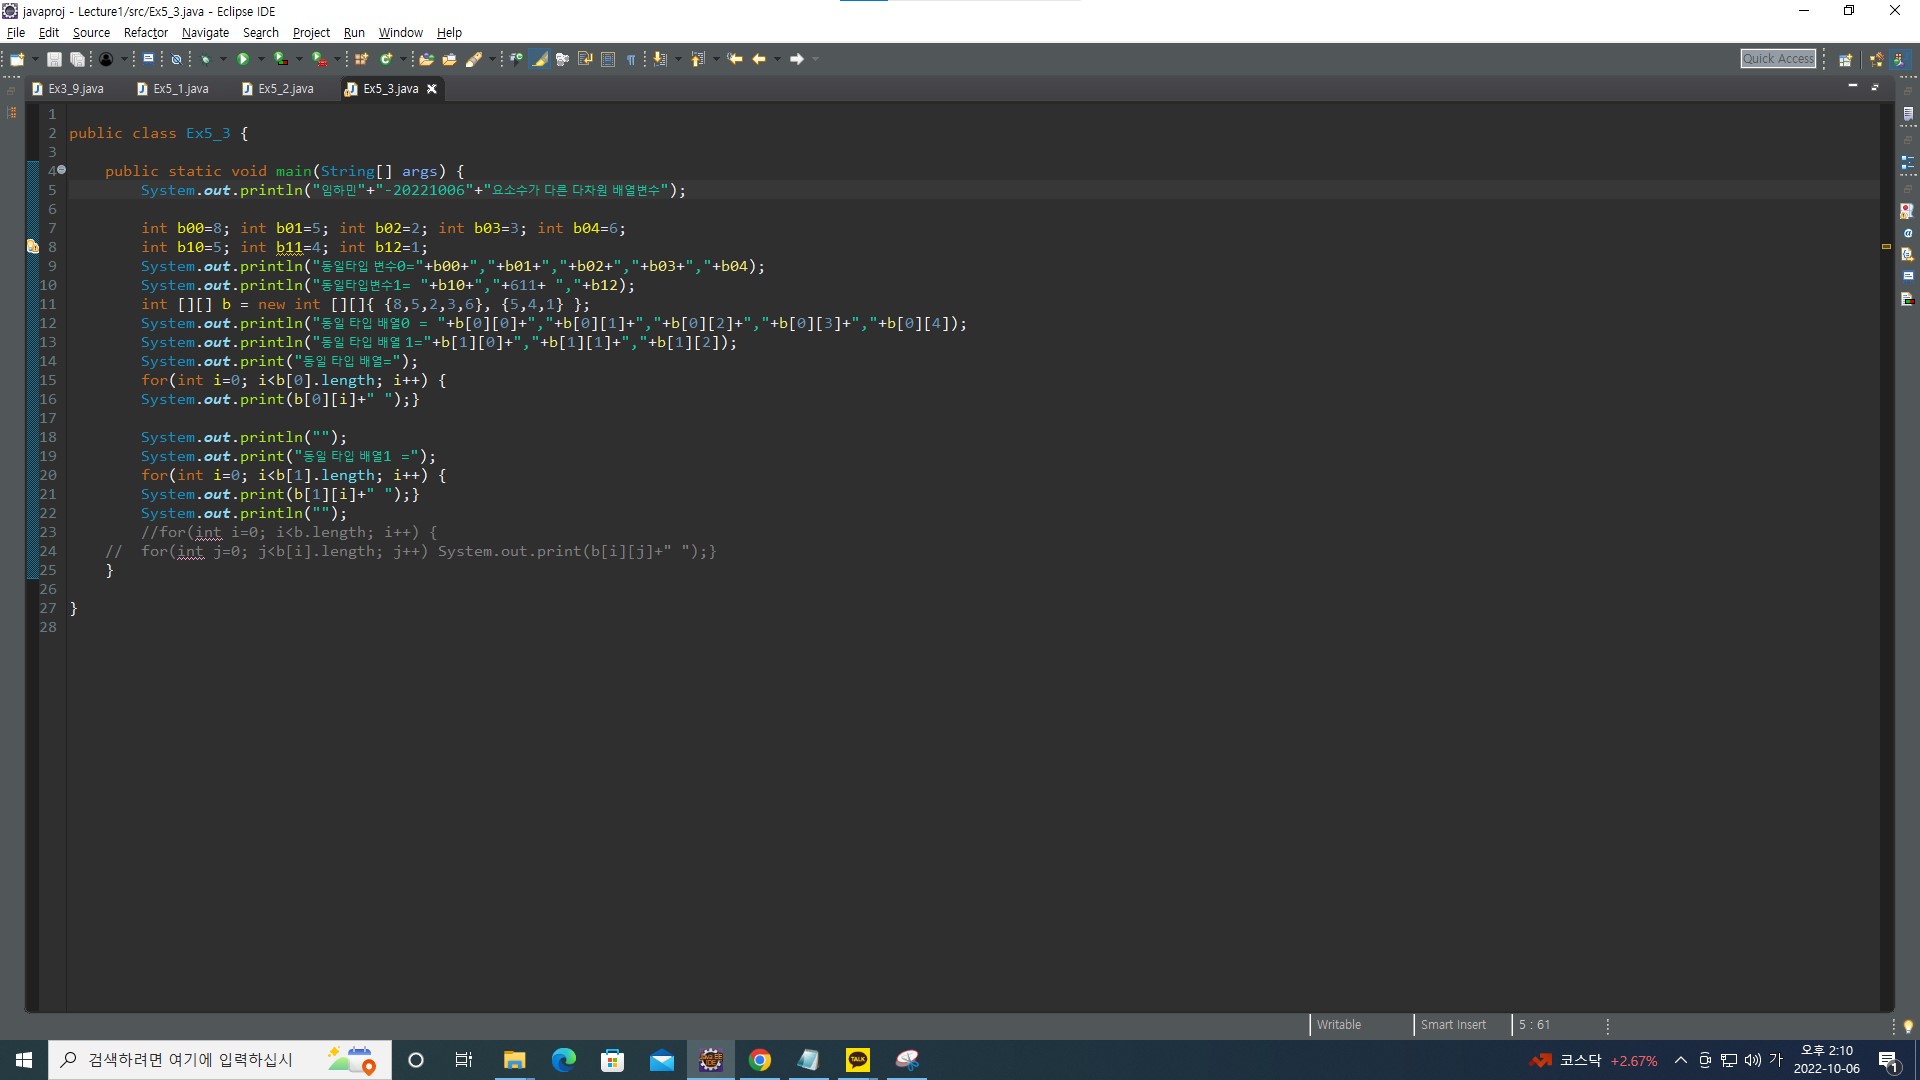 javaproj - Lecture1/src/Ex5_3.java - Eclipse IDE
File Edit Source Refactor Navigate Search Project Run Window Help
Quick Access
Ex3_9.java Ex5_1.java Ex5_2.java Ex5_3.java
1
2 public class Ex5_3 {
3
4 public static void main(String[] args) {
5 System.out.println("임하민"+"-20221006"+"요소수가 다른 다자원 배열변수");
6
7 int b00=8; int b01=5; int b02=2; int b03=3; int b04=6;
8 int b10=5; int b11=4; int b12=1;
9 System.out.println("동일타입 변수0="+b00+","+b01+","+b02+","+b03+","+b04);
10 System.out.println("동일타입변수1= "+b10+","+611+ ","+b12);
11 int [][] b = new int [][]{ {8,5,2,3,6}, {5,4,1} };
12 System.out.println("동일 타입 배열0 = "+b[0][0]+","+b[0][1]+","+b[0][2]+","+b[0][3]+","+b[0][4]);
13 System.out.println("동일 타입 배열 1="+b[1][0]+","+b[1][1]+","+b[1][2]);
14 System.out.print("동일 타입 배열=");
15 for(int i=0; i<b[0].length; i++) {
16 System.out.print(b[0][i]+" ");}
17
18 System.out.println("");
19 System.out.print("동일 타입 배열1 =");
20 for(int i=0; i<b[1].length; i++) {
21 System.out.print(b[1][i]+" ");}
22 System.out.println("");
23 //for(int i=0; i<b.length; i++) {
24 // for(int j=0; j<b[i].length; j++) System.out.print(b[i][j]+" ");}
25 }
26
27 }
28
Writable Smart Insert 5 : 61
검색하려면 여기에 입력하십시
TALK
코스닥 +2.67% 가 오후 2:10
2022-10-06
1